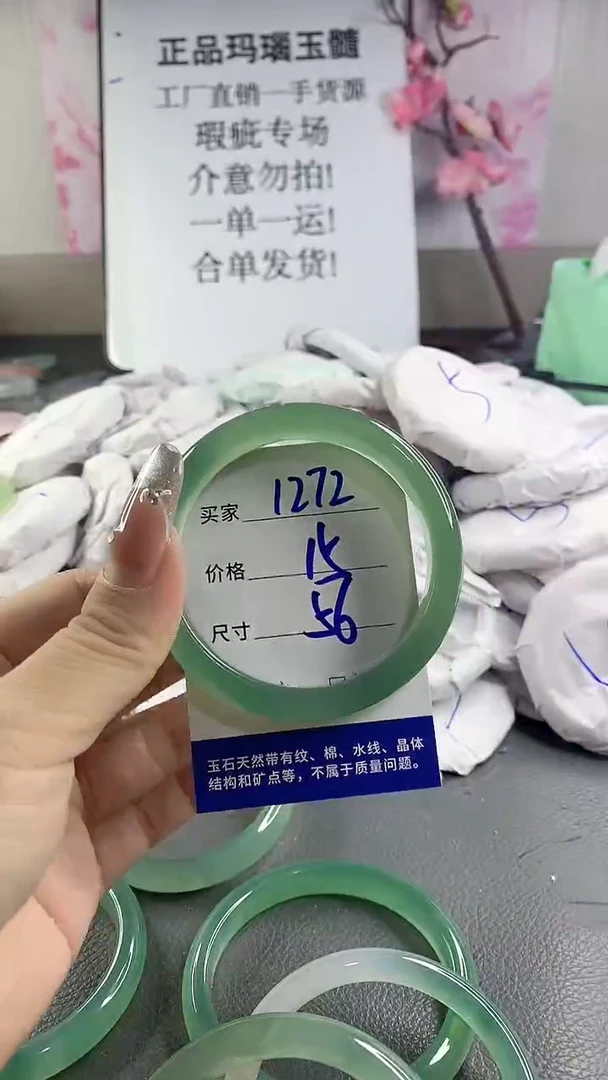 正品玛瑙玉髓
工厂直销一手货源
瑕疵专场
介意勿拍!
一单一运!
合单发货!
买家 1272
价格 15
尺寸 56
玉石天然带有纹、棉、水线、晶体
结构和矿点等，不属于质量问题。